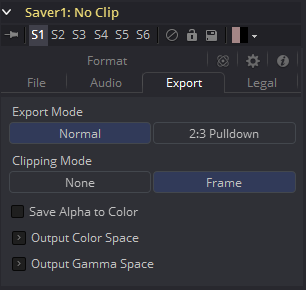 Saver1: No Clip
S1 S2 S3 S4 S5 S6
Format
File Audio Export Legal
Export Mode
Normal 2:3 Pulldown
Clipping Mode
None Frame
Save Alpha to Color
Output Color Space
Output Gamma Space